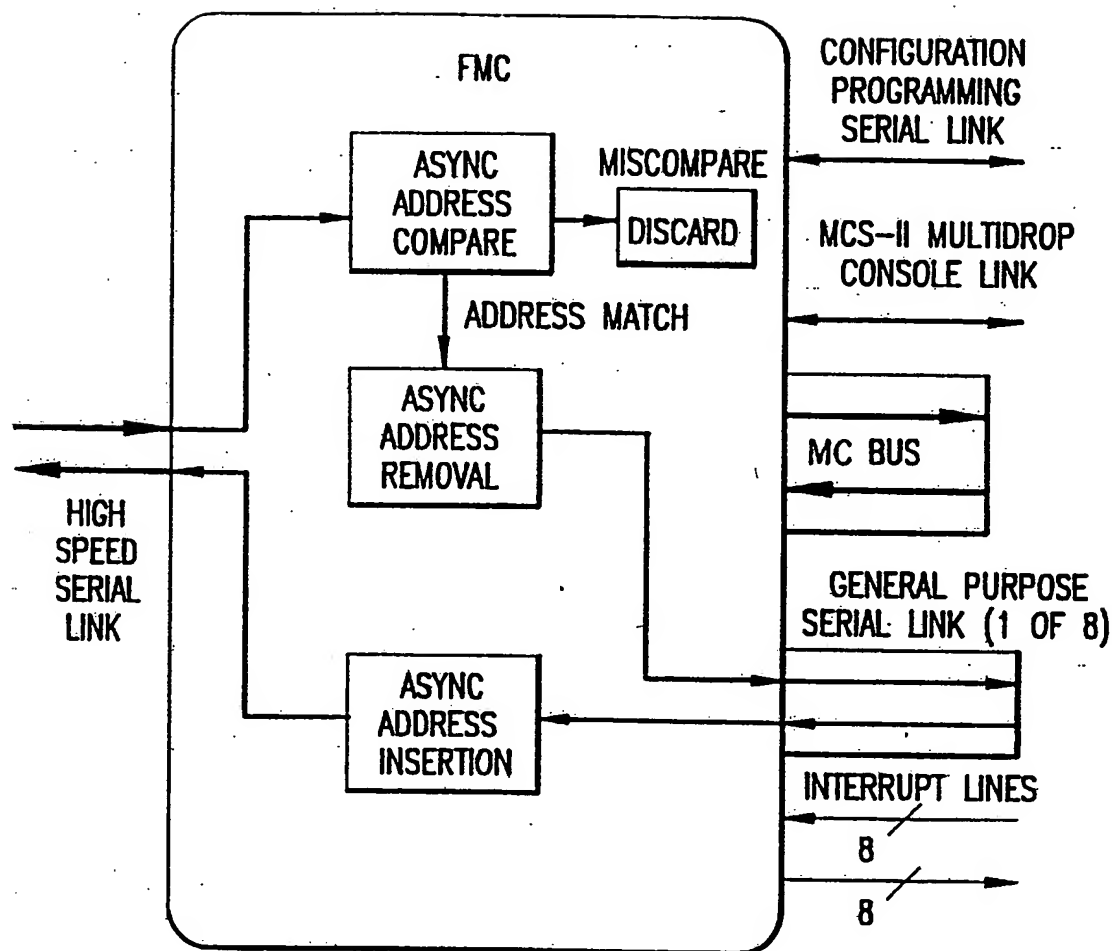 FMC
CONFIGURATION
PROGRAMMING
SERIAL LINK
ASYNC
ADDRESS
COMPARE
MISCOMPARE
DISCARD
MCS-II MULTIDROP
CONSOLE LINK
ADDRESS MATCH
ASYNC
ADDRESS
REMOVAL
MC BUS
HIGH
SPEED
SERIAL
LINK
GENERAL PURPOSE
SERIAL LINK (1 OF 8)
ASYNC
ADDRESS
INSERTION
INTERRUPT LINES
8
8